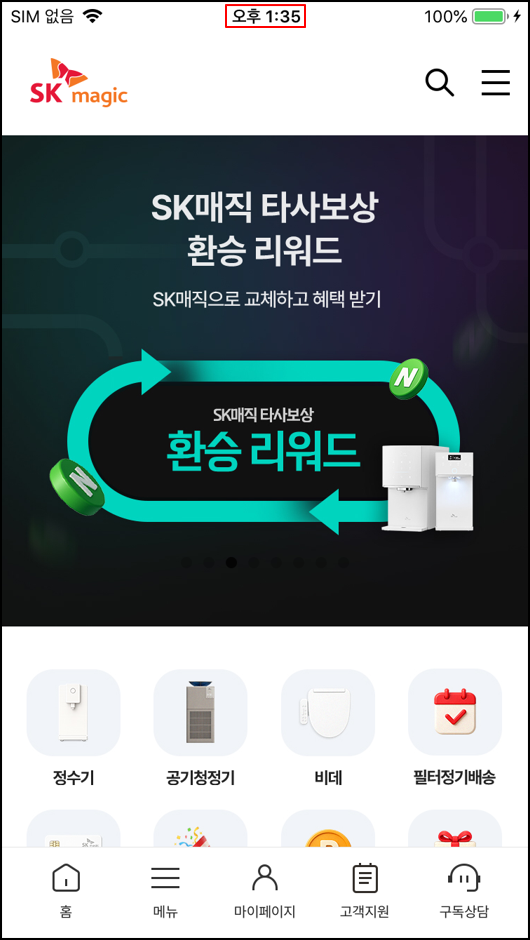 SIM 없음 오후 1:35 100%
SK magic
SK매직 타사보상
환승 리워드
SK매직으로 교체하고 혜택 받기
N
SK매직 타사보상
환승 리워드
N
정수기 공기청정기 비데 필터정기배송
홈 메뉴 마이페이지 고객지원 구독상담